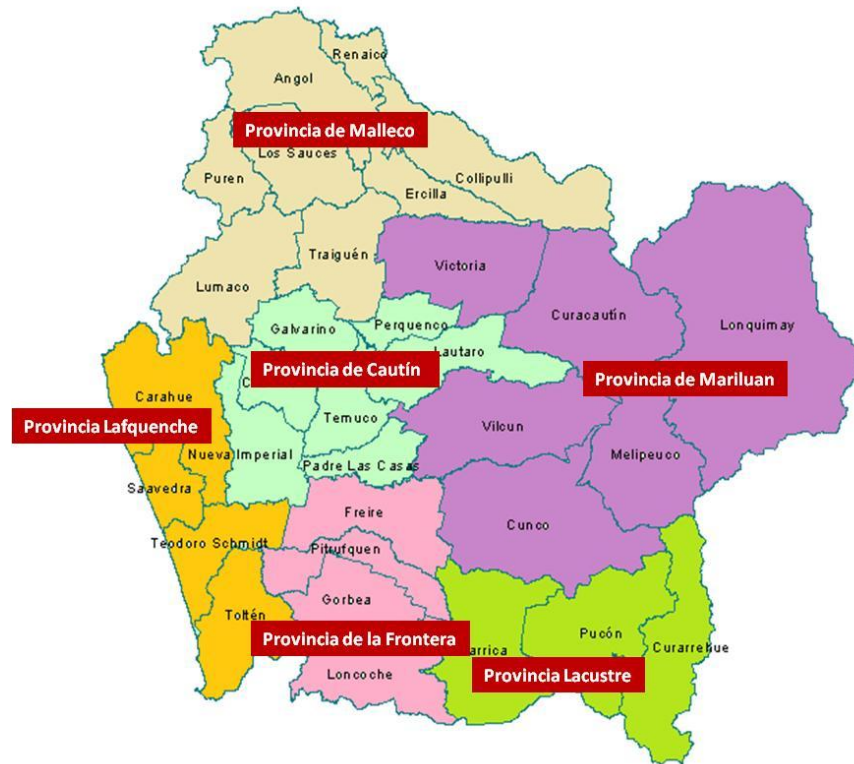 Renaico
Angol
Provincia de Malleco
Los Sauces
Puren
Collipulli
Ercilla
Traiguén
Victoria
Lumaco
Curacautín
Lonquimay
Galvarino
Perquenco
Lautaro
Provincia de Cautín
Provincia de Mariluan
Carahue
Provincia Lafquenche
Temuco
Vilcun
Nueva Imperial
Melipeuco
Padre Las Casas
Saavedra
Freire
Cunco
Teodoro Schmidt
Pitrufquen
Gorbea
Toltén
Provincia de la Frontera
Pucón
Curarrehue
Loncoche
Provincia Lacustre